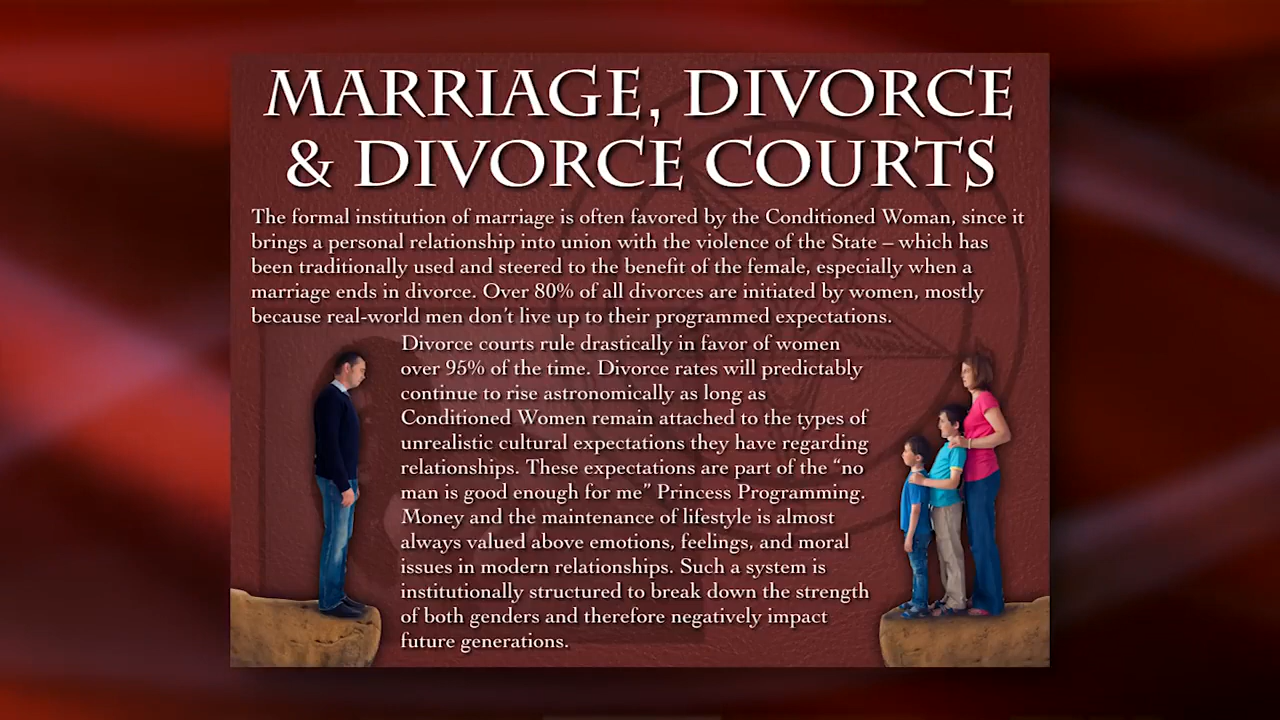 MARRIAGE, DIVORCE
& DIVORCE COURTS
The formal institution of marriage is often favored by the Conditioned Woman, since it
brings a personal relationship into union with the violence of the State – which has
been traditionally used and steered to the benefit of the female, especially when a
marriage ends in divorce. Over 80% of all divorces are initiated by women, mostly
because real-world men don't live up to their programmed expectations.
Divorce courts rule drastically in favor of women
over 95% of the time. Divorce rates will predictably
continue to rise astronomically as long as
Conditioned Women remain attached to the types of
unrealistic cultural expectations they have regarding
relationships. These expectations are part of the “no
man is good enough for me” Princess Programming.
Money and the maintenance of lifestyle is almost
always valued above emotions, feelings, and moral
issues in modern relationships. Such a system is
institutionally structured to break down the strength
of both genders and therefore negatively impact
future generations.